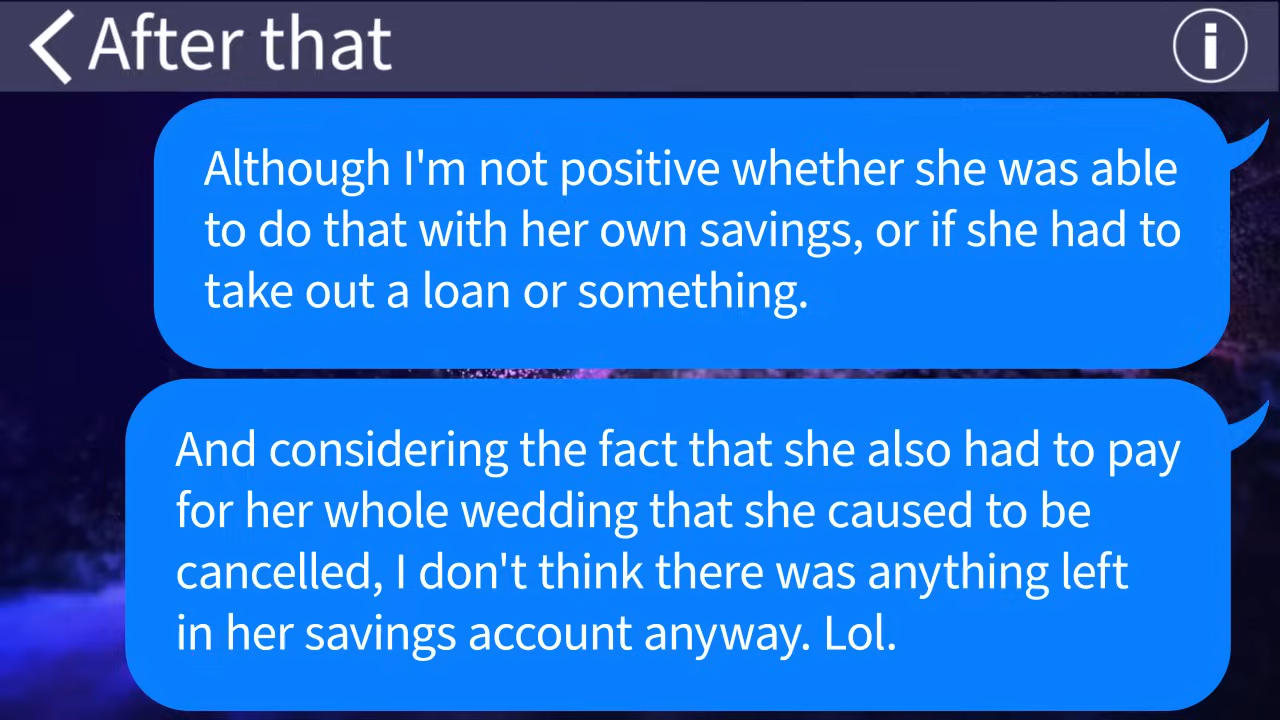 After that
Although I'm not positive whether she was able
to do that with her own savings, or if she had to
take out a loan or something.
And considering the fact that she also had to pay
for her whole wedding that she caused to be
cancelled, I don't think there was anything left
in her savings account anyway. Lol.